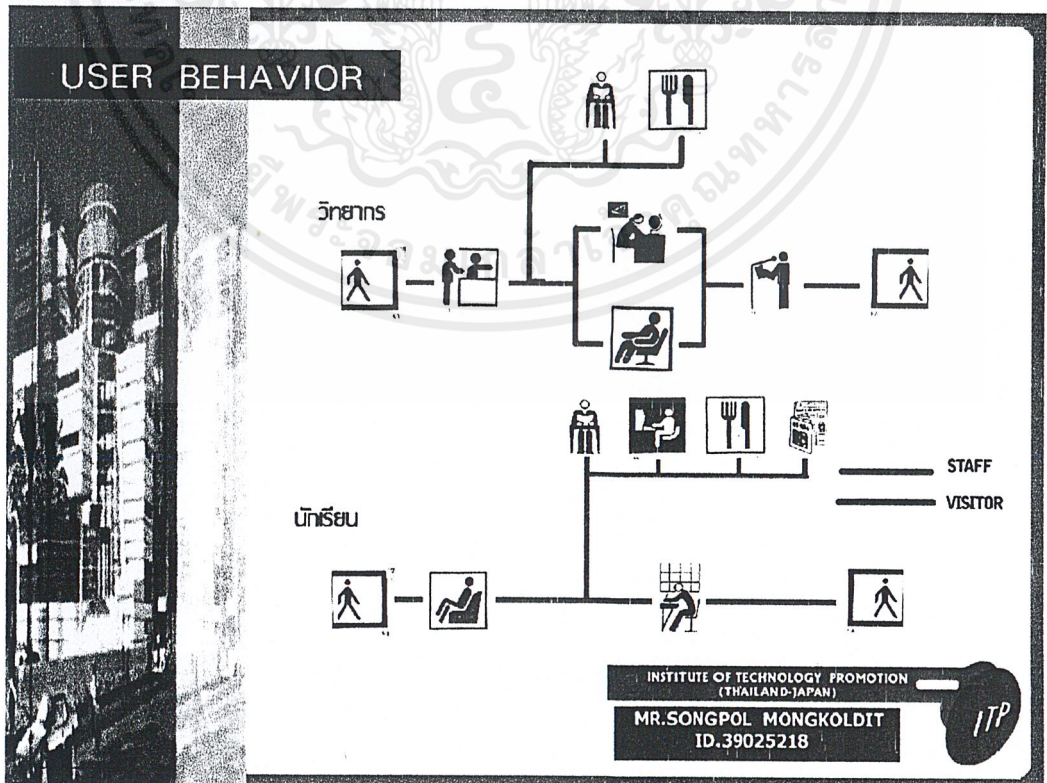 USER BEHAVIOR
วิทยากร
นักเรียน
STAFF
VISITOR
INSTITUTE OF TECHNOLOGY PROMOTION
(THAILAND-JAPAN)
MR.SONGPOL MONGKOLDIT
ID.39025218
ITP